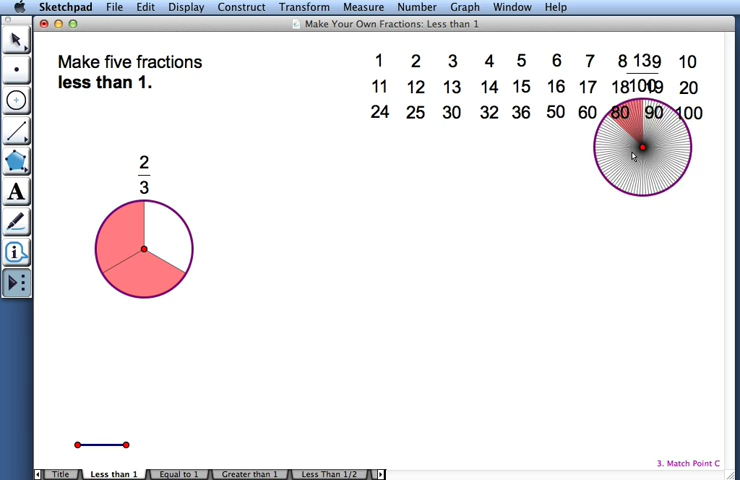 Sketchpad File Edit Display Construct Transform Measure Number Graph Window Help
Make Your Own Fractions: Less than 1
Make five fractions
less than 1.
1 2 3 4 5 6 7 8 13 9 10
11 12 13 14 15 16 17 18 100 19 20
24 25 30 32 36 50 60 80 90 100
2
3
A
i
3. Match Point C
Title Less than 1 Equal to 1 Greater than 1 Less Than 1/2